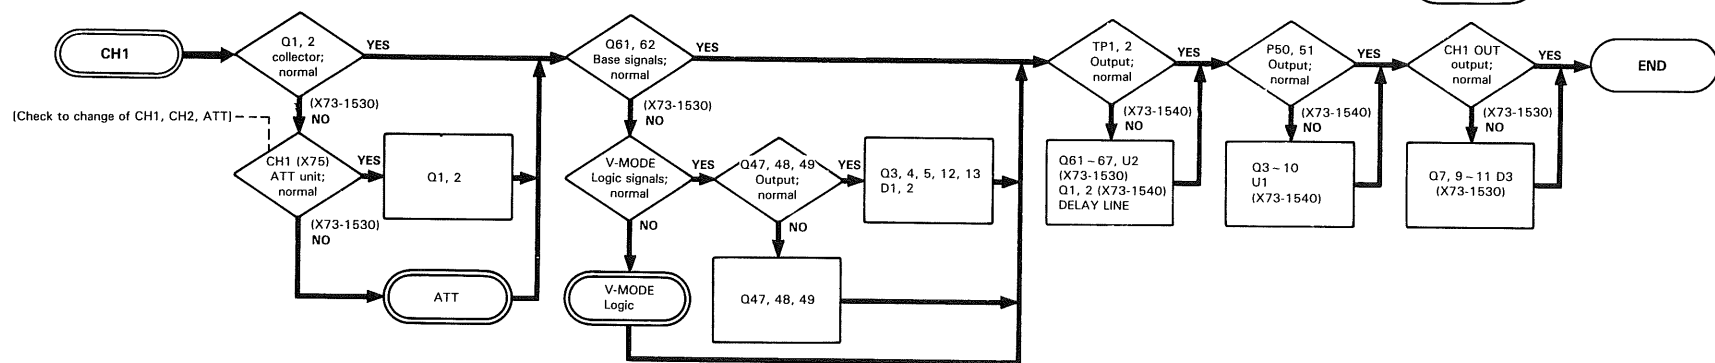 CH1
Q1, 2
collector;
normal
YES
(X73-1530)
NO
[Check to change of CH1, CH2, ATT]
CH1 (X75)
ATT unit;
normal
YES
Q1, 2
(X73-1530)
NO
ATT
Q61, 62
Base signals;
normal
YES
(X73-1530)
NO
V-MODE
Logic signals;
normal
YES
Q47, 48, 49
Output;
normal
YES
Q3, 4, 5, 12, 13
D1, 2
NO
NO
V-MODE
Logic
Q47, 48, 49
TP1, 2
Output;
normal
YES
(X73-1540)
NO
Q61 ~ 67, U2
(X73-1530)
Q1, 2 (X73-1540)
DELAY LINE
P50, 51
Output;
normal
YES
(X73-1540)
NO
Q3 ~ 10
U1
(X73-1540)
CH1 OUT
output;
normal
YES
(X73-1530)
NO
Q7, 9 ~ 11 D3
(X73-1530)
END